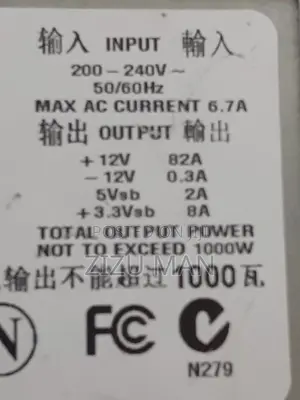 输入 INPUT 輸入
200 – 240V ~
50/60Hz
MAX AC CURRENT 6.7A
输出 OUTPUT 輸出
+ 12V 82A
– 12V 0.3A
5Vsb 2A
+ 3.3Vsb 8A
TOTAL OUTPUT POWER
NOT TO EXCEED 1000W
ZIZU MAN
输出不能超过 1000 瓦
N FC C
N279